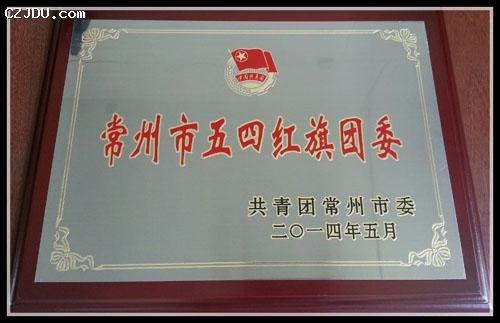 CZJDU.COM
中国共青团
常州市五四红旗团委
共青团常州市委
二〇一四年五月